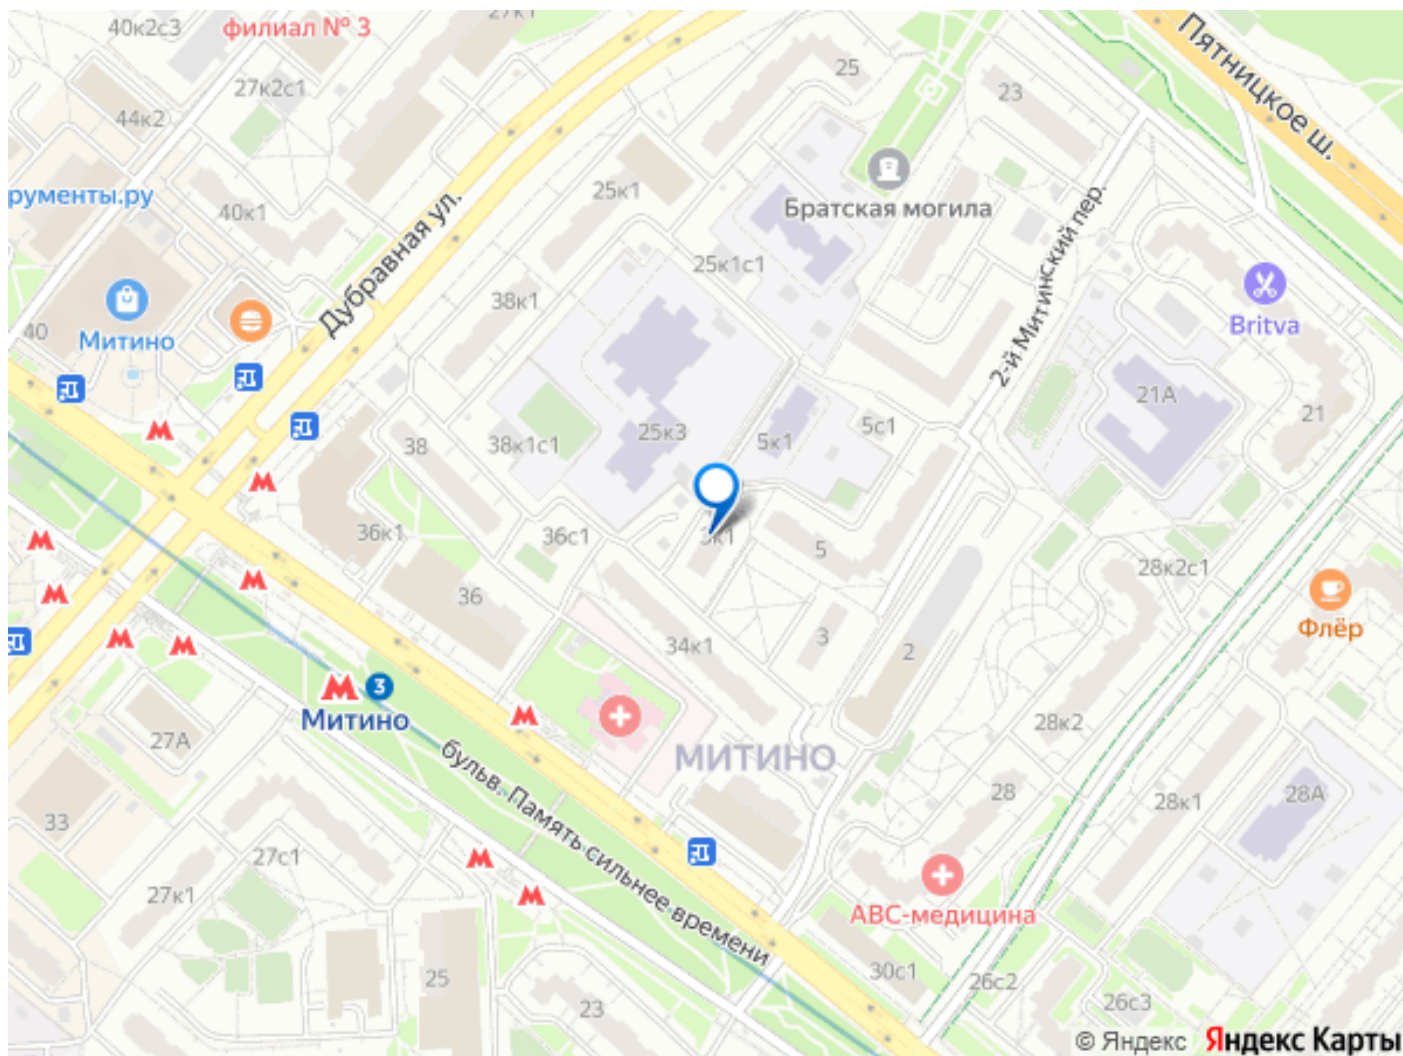 40к2с3
филиал № 3
27к1
Пятницкое ш.
27к2с1
25
23
44к2
рументы.ру
40к1
25к1
Братская могила
2-й Митинский пер.
Дубравная ул.
25к1с1
38к1
Britva
40
Митино
21А
21
38
38к1с1
25к3
5к1
5с1
36к1
36с1
3к1
5
28к2с1
36
34к1
3
2
Флёр
3
Митино
27А
МИТИНО
28к2
бульв. Память сильнее времени
28
28к1
28А
33
27с1
27к1
АВС-медицина
25
23
30с1
26с2
26с3
© Яндекс Яндекс Карты